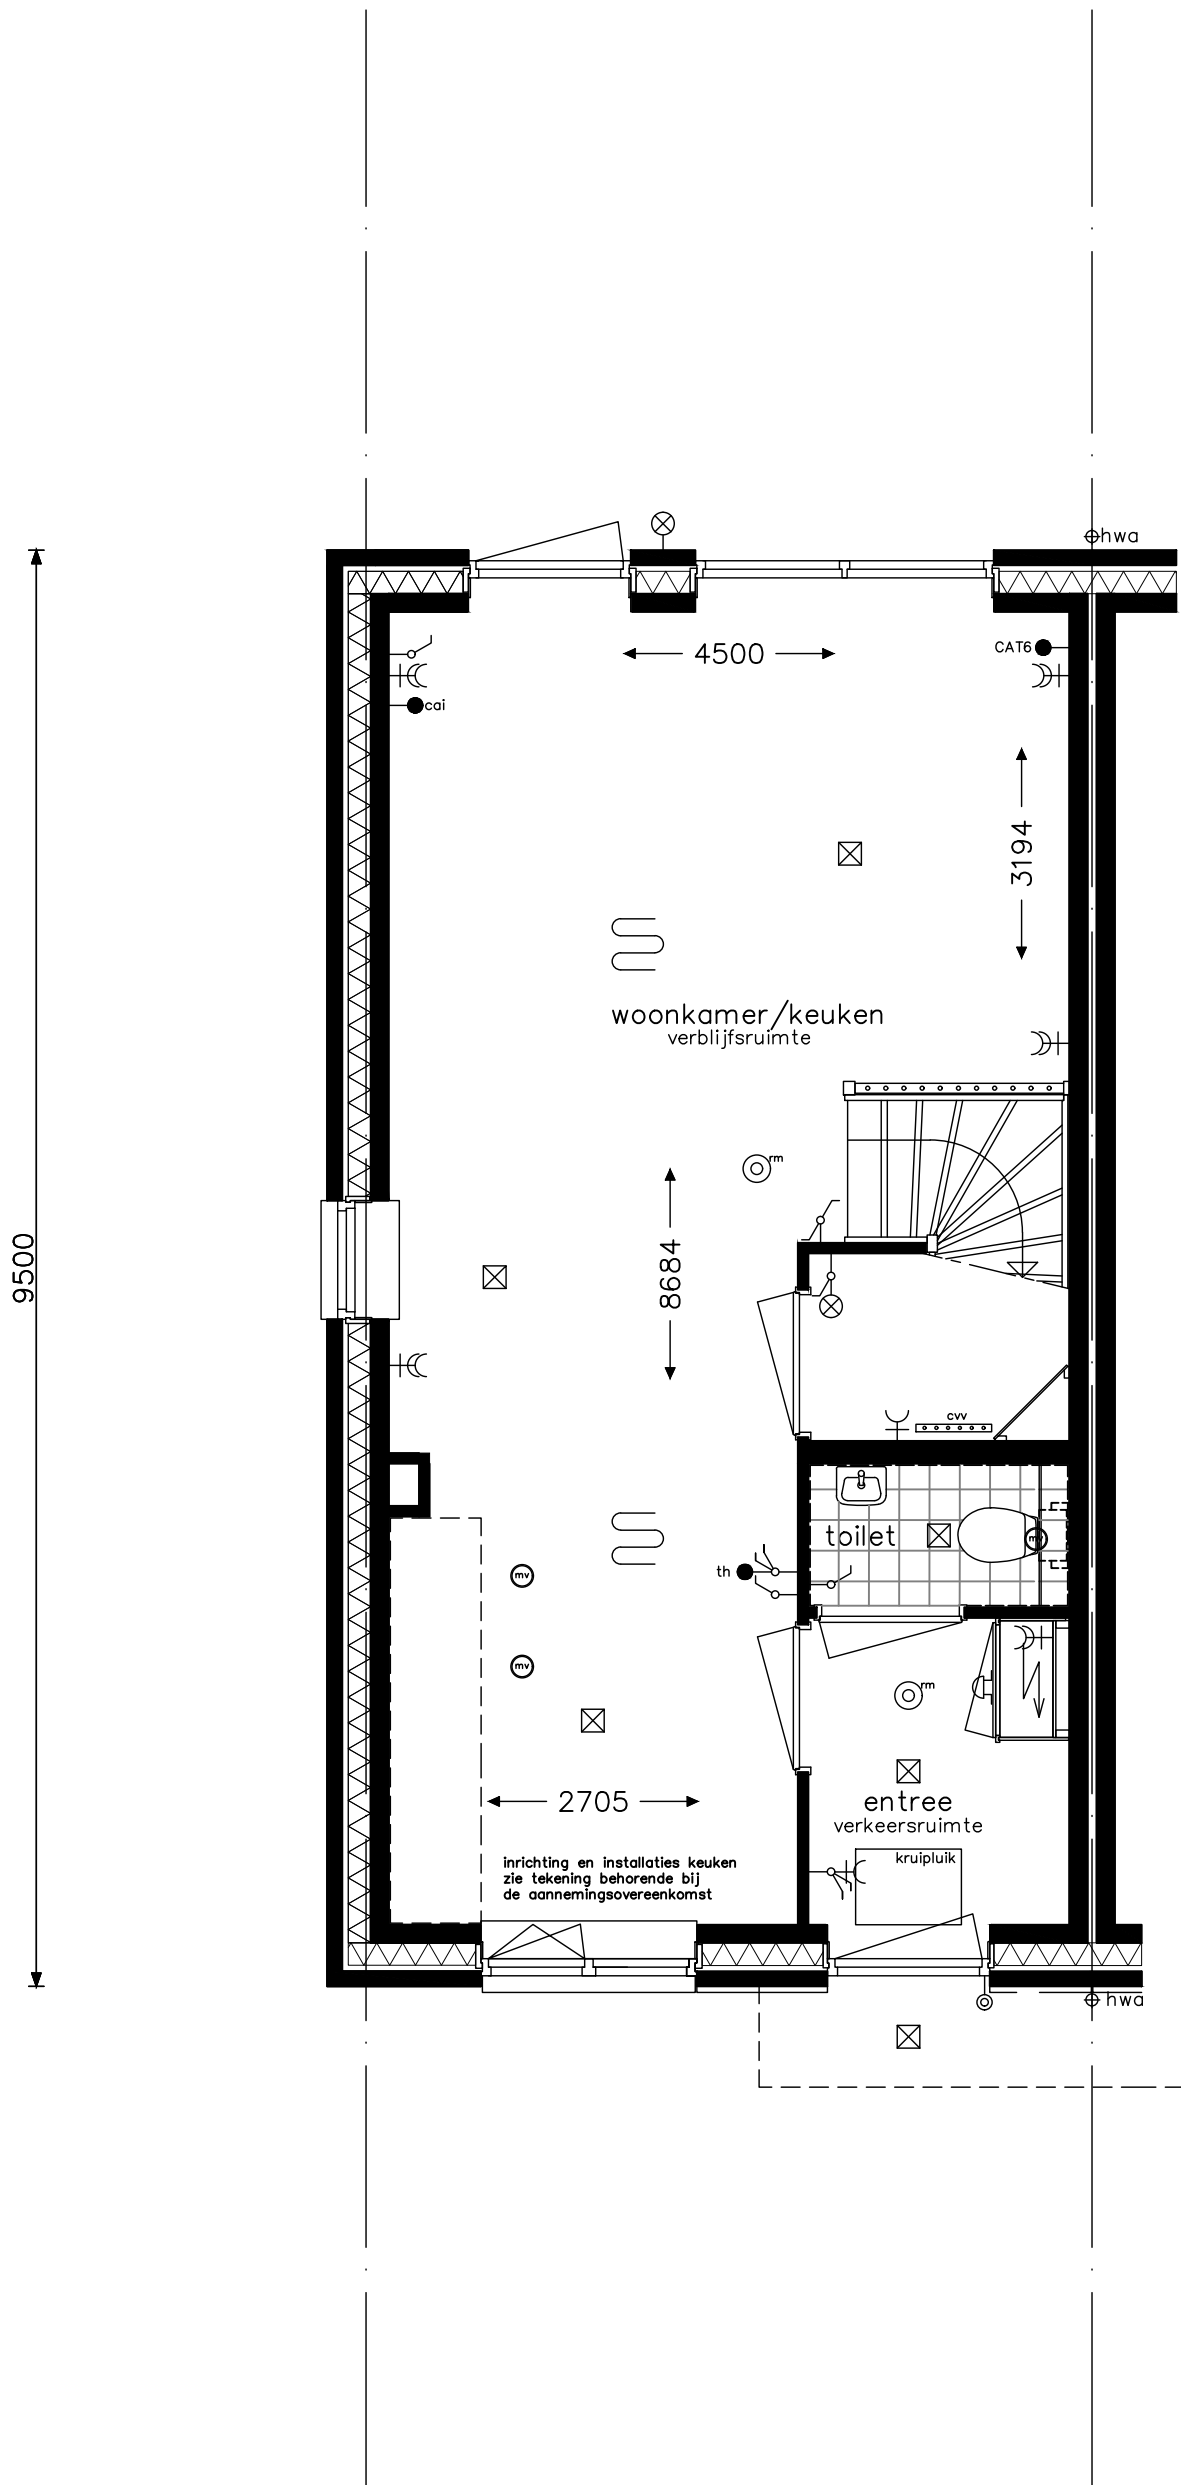 hwa
4500
CAT6
cai
3194
woonkamer/keuken
verblijfsruimte
rm
9500
8684
cvv
toilet
mv
th
mv
mv
rm
2705
entree
verkeersruimte
kruipluik
inrichting en installaties keuken
zie tekening behorende bij
de aannemingsovereenkomst
hwa